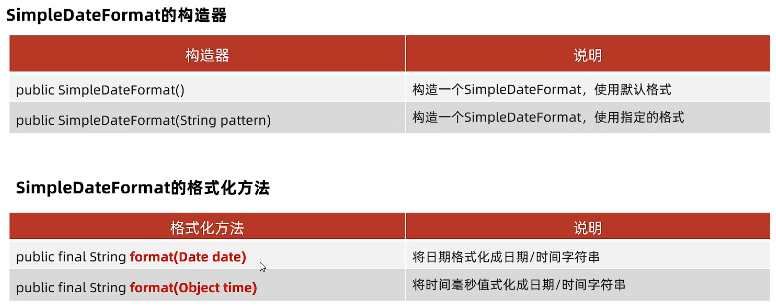 SimpleDateFormat的构造器
构造器 说明
public SimpleDateFormat() 构造一个SimpleDateFormat，使用默认格式
public SimpleDateFormat(String pattern) 构造一个SimpleDateFormat，使用指定的格式
SimpleDateFormat的格式化方法
格式化方法 说明
public final String format(Date date) 将日期格式化成日期/时间字符串
public final String format(Object time) 将时间毫秒值式化成日期/时间字符串